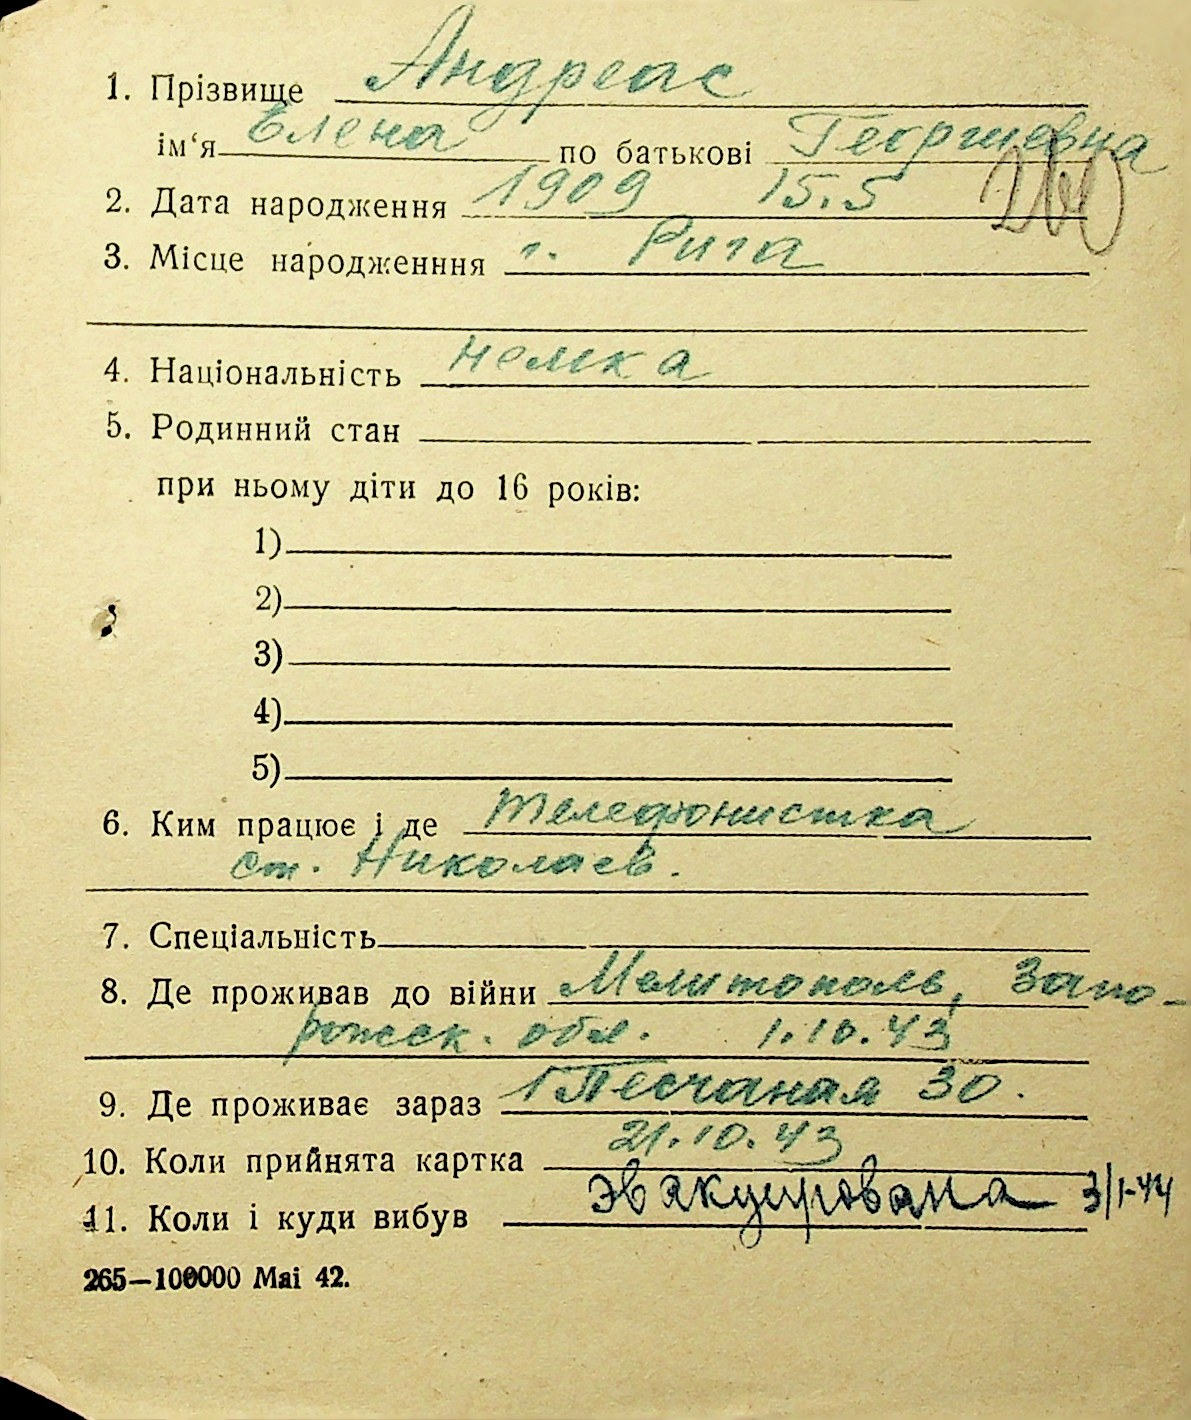 1. Прізвище Андреас
ім‘я Елена по батькові Георгиевна
2. Дата народження 1909 15.5
260
3. Місце народженння г. Рига
4. Національність немка
5. Родинний стан
при ньому діти до 16 років:
1)
2)
3)
4)
5)
6. Ким працює і де телефонистка
ст. Николаев.
7. Спеціальність
8. Де проживав до війни Мелитополь, Запо-
рожск. обл. 1.10.43
9. Де проживає зараз 1 Песчаная 30.
10. Коли прийнята картка 21.10.43
11. Коли і куди вибув эвакуирована 3/I-44
265—100000 Маі 42.